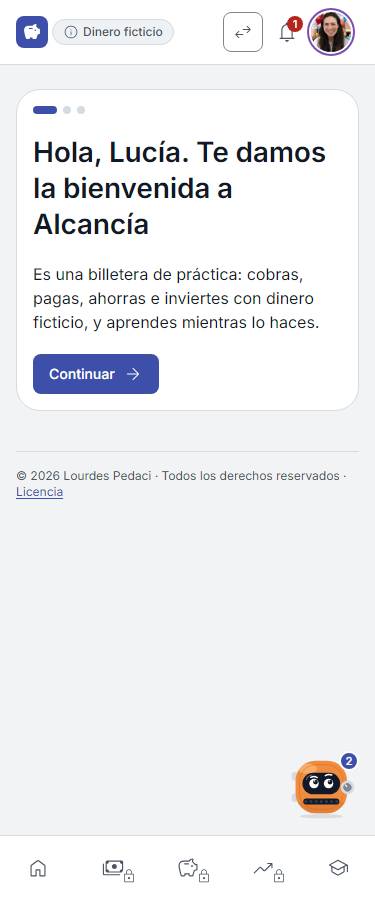 Dinero ficticio
1
Hola, Lucía. Te damos
la bienvenida a
Alcancía
Es una billetera de práctica: cobras,
pagas, ahorras e inviertes con dinero
ficticio, y aprendes mientras lo haces.
Continuar
© 2026 Lourdes Pedaci · Todos los derechos reservados ·
Licencia
2